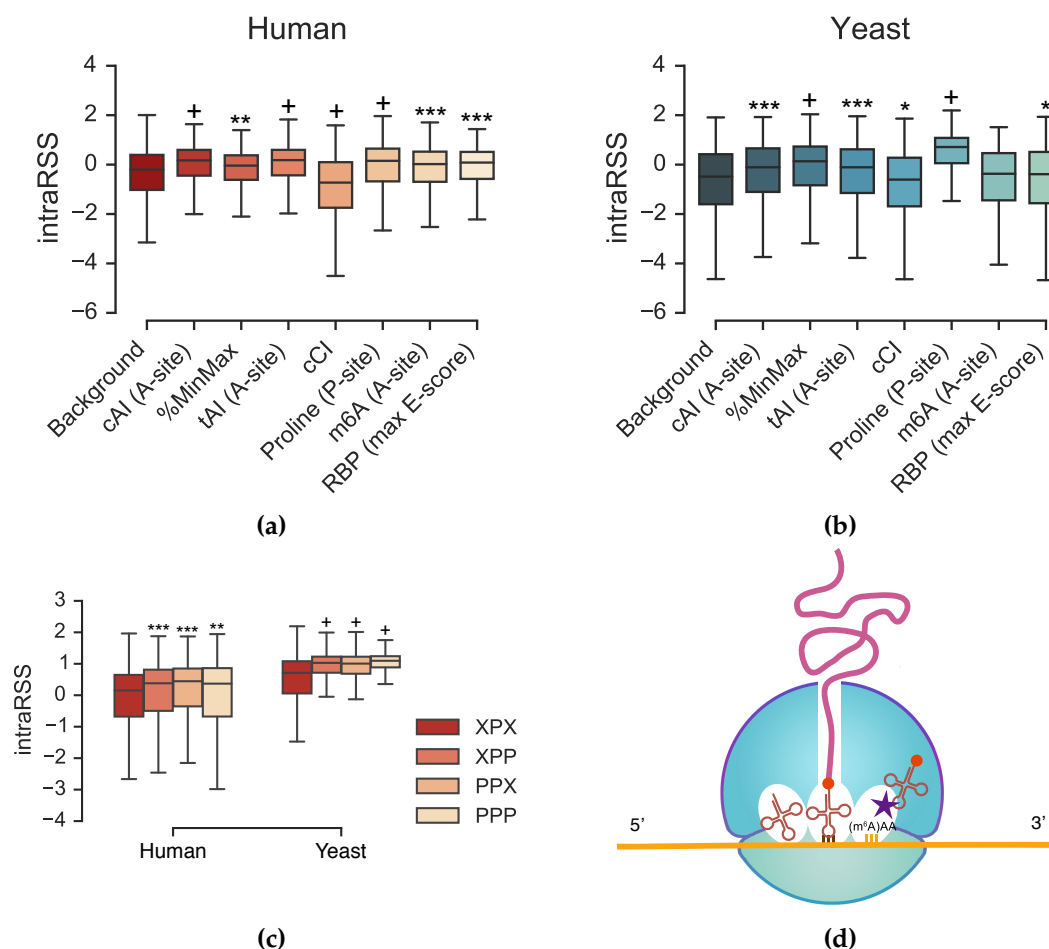 (a)
(b)
Human
4
2
0
−2
−4
−6
intraRSS
+
**
+
+
+
***
***
Background
cAI (A-site)
%MinMax
tAI (A-site)
cCI
Proline (P-site)
m6A (A-site)
RBP (max E-score)
Yeast
4
2
0
−2
−4
−6
intraRSS
***
+
***
*
+
*
Background
cAI (A-site)
%MinMax
tAI (A-site)
cCI
Proline (P-site)
m6A (A-site)
RBP (max E-score)
3
2
1
0
−1
−2
−3
−4
intraRSS
***
***
**
+
+
+
XPX
XPP
PPX
PPP
Human
Yeast
(c)
5’
(m⁶A)AA
3’
(d)